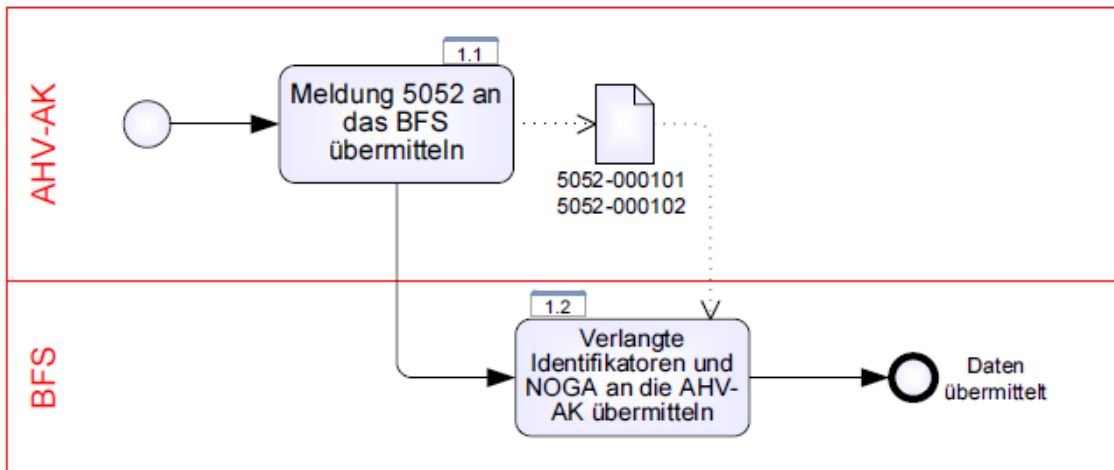 AHV-AK
1.1
Meldung 5052 an
das BFS
übermitteln
5052-000101
5052-000102
BFS
1.2
Verlangte
Identifikatoren und
NOGA an die AHV-
AK übermitteln
Daten
übermittelt